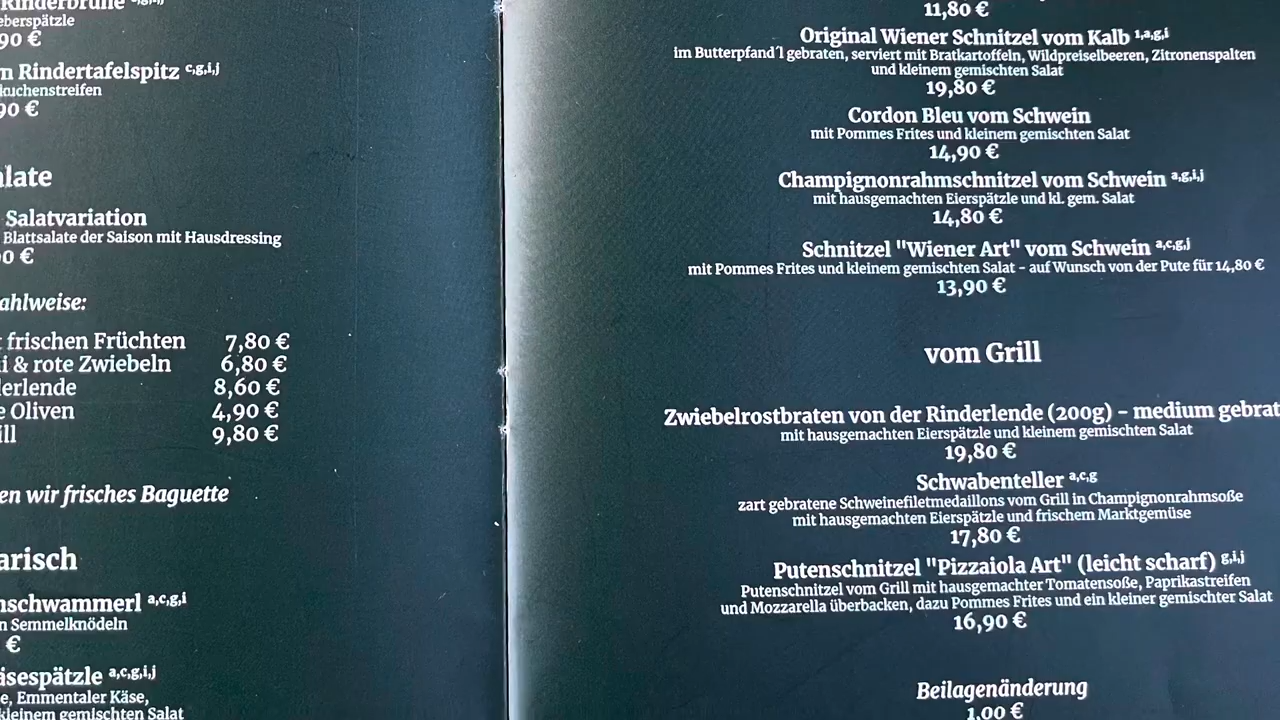 Rinderbrühe
eberspätzle
90 €
n Rindertafelspitz c,g,i,j
kuchenstreifen
90 €
alate
Salatvariation
Blattsalate der Saison mit Hausdressing
0 €
ahlweise:
frischen Früchten 7,80 €
i & rote Zwiebeln 6,80 €
derlende 8,60 €
e Oliven 4,90 €
ill 9,80 €
en wir frisches Baguette
arisch
nschwammerl a,c,g,i
n Semmelknödeln
€
äsespätzle a,c,g,i,j
e, Emmentaler Käse,
kleinem gemischten Salat
11,80 €
Original Wiener Schnitzel vom Kalb 1,a,g,i
im Butterpfand´l gebraten, serviert mit Bratkartoffeln, Wildpreiselbeeren, Zitronenspalten
und kleinem gemischten Salat
19,80 €
Cordon Bleu vom Schwein
mit Pommes Frites und kleinem gemischten Salat
14,90 €
Champignonrahmschnitzel vom Schwein a,g,i,j
mit hausgemachten Eierspätzle und kl. gem. Salat
14,80 €
Schnitzel "Wiener Art" vom Schwein a,c,g,j
mit Pommes Frites und kleinem gemischten Salat - auf Wunsch von der Pute für 14,80 €
13,90 €
vom Grill
Zwiebelrostbraten von der Rinderlende (200g) - medium gebrat
mit hausgemachten Eierspätzle und kleinem gemischten Salat
19,80 €
Schwabenteller a,c,g
zart gebratene Schweinefiletmedaillons vom Grill in Champignonrahmsoße
mit hausgemachten Eierspätzle und frischem Marktgemüse
17,80 €
Putenschnitzel "Pizzaiola Art" (leicht scharf) g,i,j
Putenschnitzel vom Grill mit hausgemachter Tomatensoße, Paprikastreifen
und Mozzarella überbacken, dazu Pommes Frites und ein kleiner gemischter Salat
16,90 €
Beilagenänderung
1,00 €